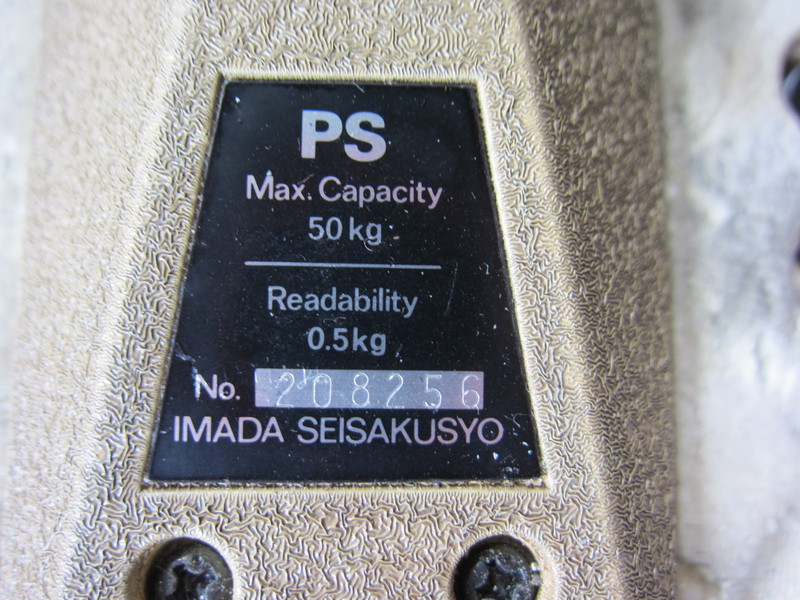 PS
Max. Capacity
50 kg
Readability
0.5kg
No. 208256
IMADA SEISAKUSYO